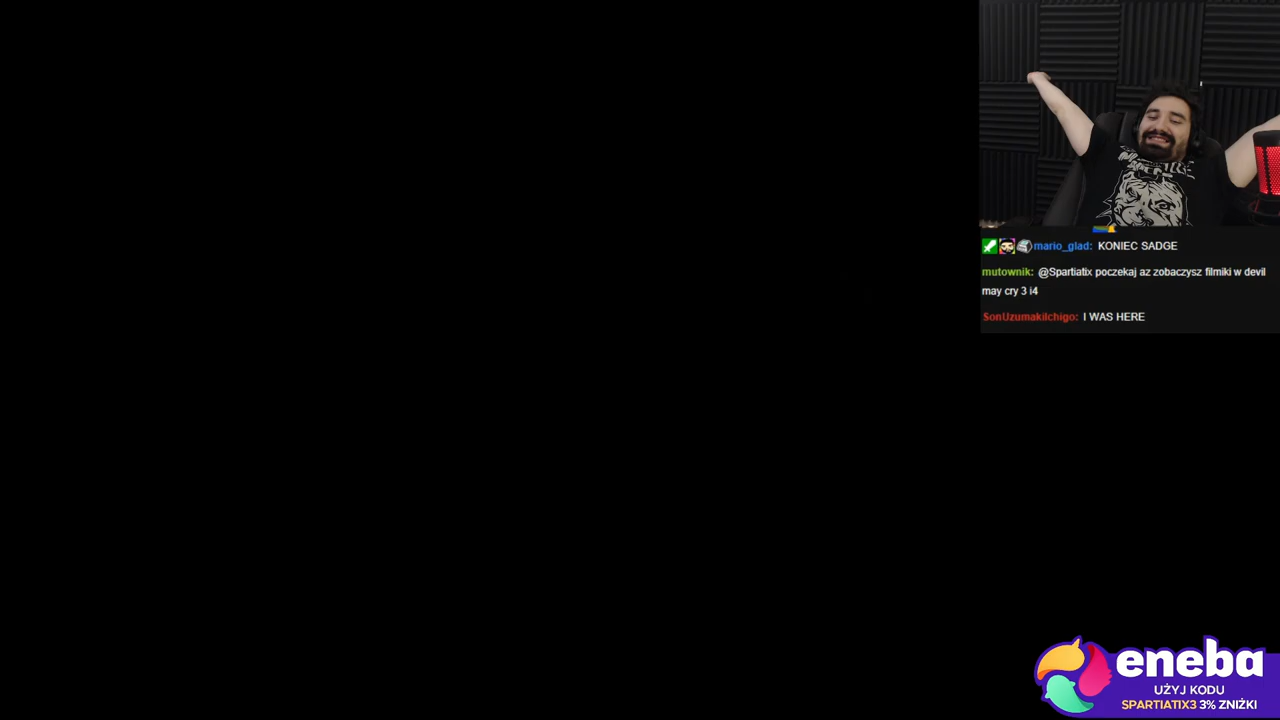 mario_glad: KONIEC SADGE
mutownik: @Spartiatix poczekaj az zobaczysz filmiki w devil
may cry 3 i4
SonUzumakiIchigo: I WAS HERE
eneba
UŻYJ KODU
SPARTIATIX3 3% ZNIŻKI